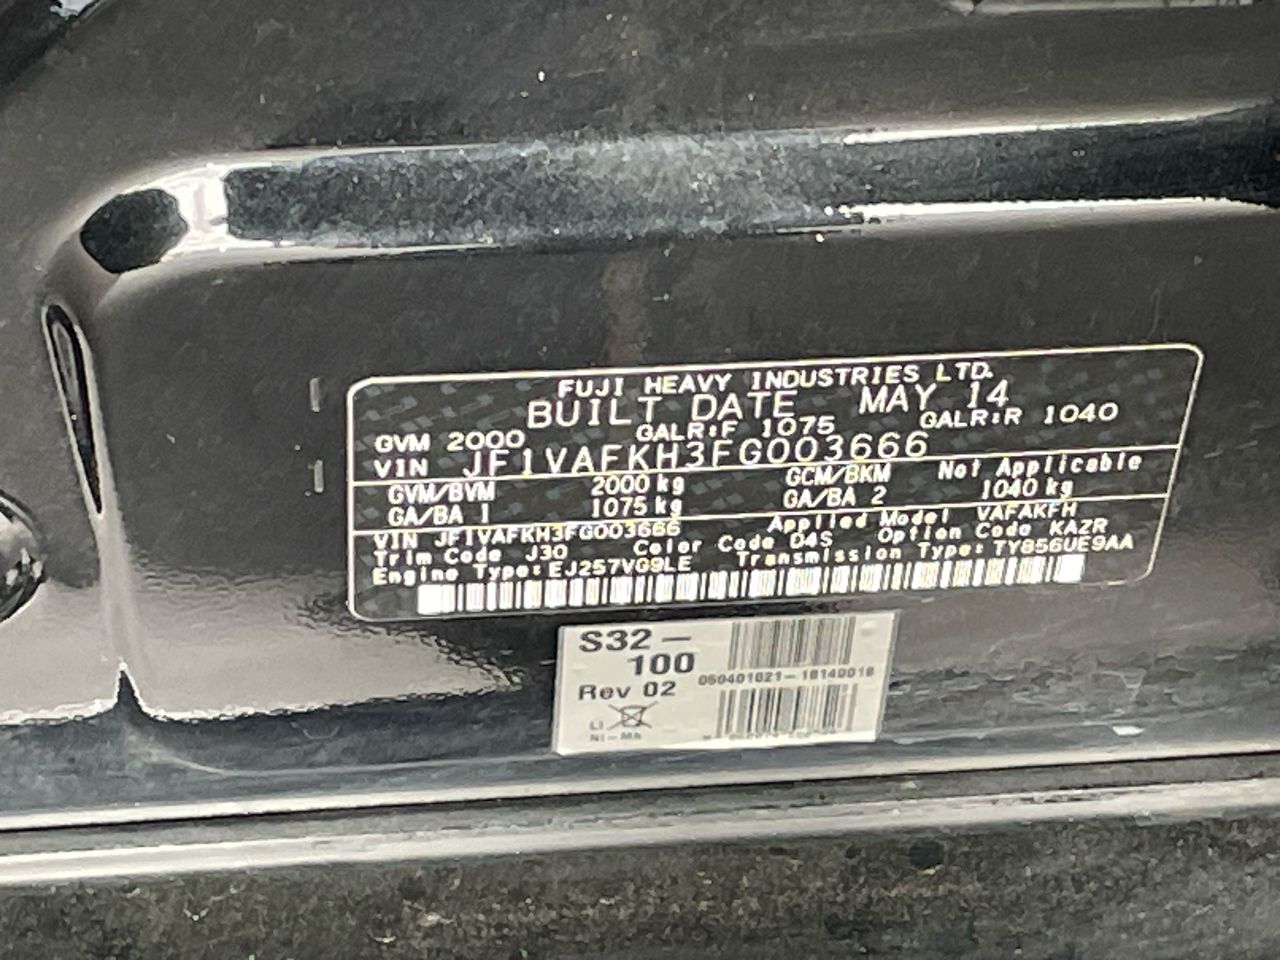 FUJI HEAVY INDUSTRIES LTD.
BUILT DATE MAY 14
GVM 2000 GALR:F 1075 GALR:R 1040
VIN JF1VAFKH3FG003666
GVM/BVM 2000 kg GCM/BKM Not Applicable
GA/BA 1 1075 kg GA/BA 2 1040 kg
VIN JF1VAFKH3FG003666 Applied Model VAFAKFH
Trim Code J30 Color Code D4S Option Code KAZR
Engine Type: EJ257VG9LE Transmission Type: TY856UE9AA
S32-
100
Rev 02
050401021-18140018
Li
Ni-Mh